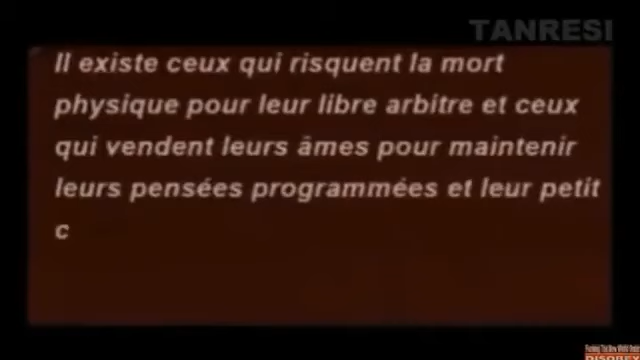 TANRESI
Il existe ceux qui risquent la mort
physique pour leur libre arbitre et ceux
qui vendent leurs âmes pour maintenir
leurs pensées programmées et leur petit
c